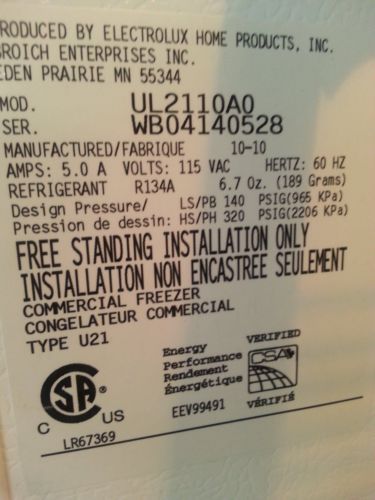 PRODUCED BY ELECTROLUX HOME PRODUCTS, INC.
BROICH ENTERPRISES INC.
EDEN PRAIRIE MN 55344
MOD. UL2110A0
SER. WB04140528
MANUFACTURED/FABRIQUE 10-10
AMPS: 5.0 A VOLTS: 115 VAC HERTZ: 60 HZ
REFRIGERANT R134A 6.7 Oz. (189 Grams)
Design Pressure/ LS/PB 140 PSIG(965 KPa)
Pression de dessin: HS/PH 320 PSIG(2206 KPa)
FREE STANDING INSTALLATION ONLY
INSTALLATION NON ENCASTREE SEULEMENT
COMMERCIAL FREEZER
CONGELATEUR COMMERCIAL
TYPE U21
Energy
Performance
Rendement
Énergétique
VERIFIED
CSA
VÉRIFIÉ
EEV99491
SA
C US
LR67369